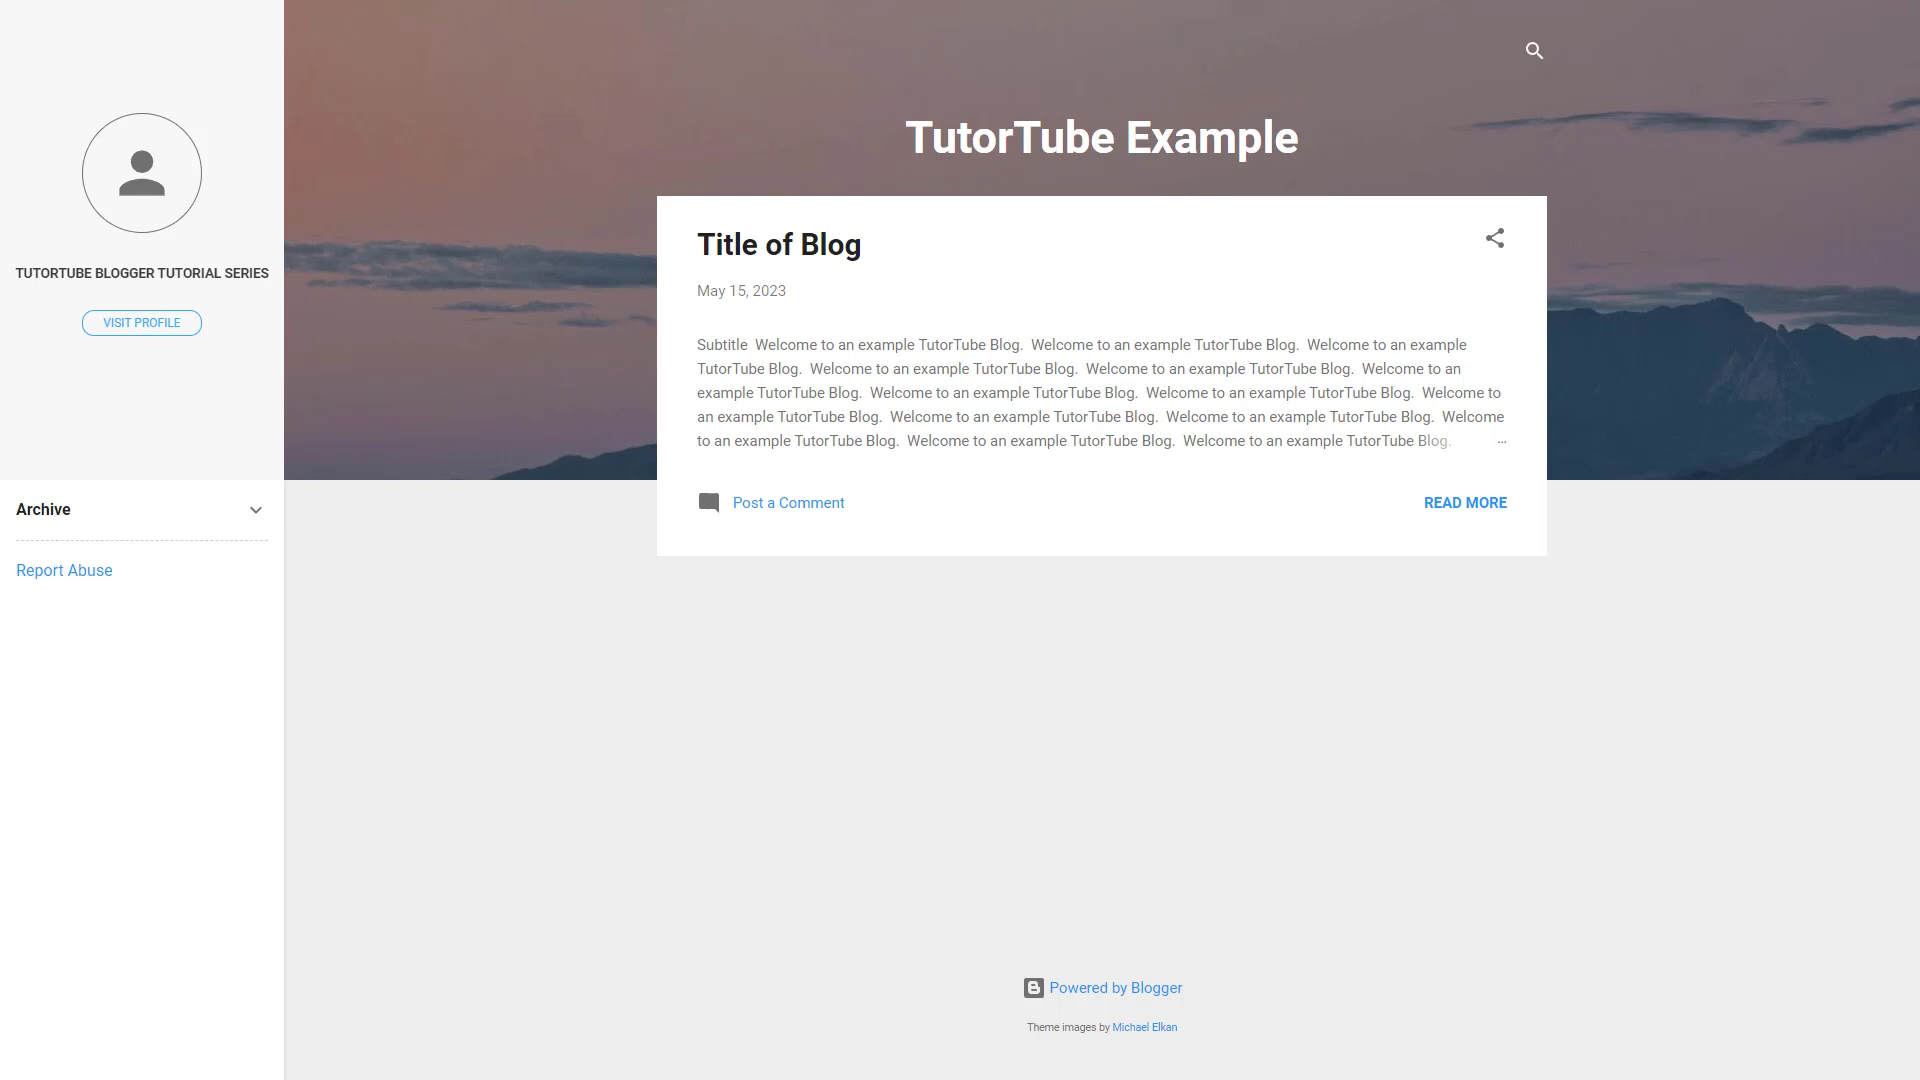 TutorTube Example
TUTORTUBE BLOGGER TUTORIAL SERIES
VISIT PROFILE
Archive
Report Abuse
Title of Blog
May 15, 2023
Subtitle  Welcome to an example TutorTube Blog.  Welcome to an example TutorTube Blog.  Welcome to an example
TutorTube Blog.  Welcome to an example TutorTube Blog.  Welcome to an example TutorTube Blog.  Welcome to an
example TutorTube Blog.  Welcome to an example TutorTube Blog.  Welcome to an example TutorTube Blog.  Welcome to
an example TutorTube Blog.  Welcome to an example TutorTube Blog.  Welcome to an example TutorTube Blog.  Welcome
to an example TutorTube Blog.  Welcome to an example TutorTube Blog.  Welcome to an example TutorTube Blog. ...
Post a Comment
READ MORE
Powered by Blogger
Theme images by Michael Elkan